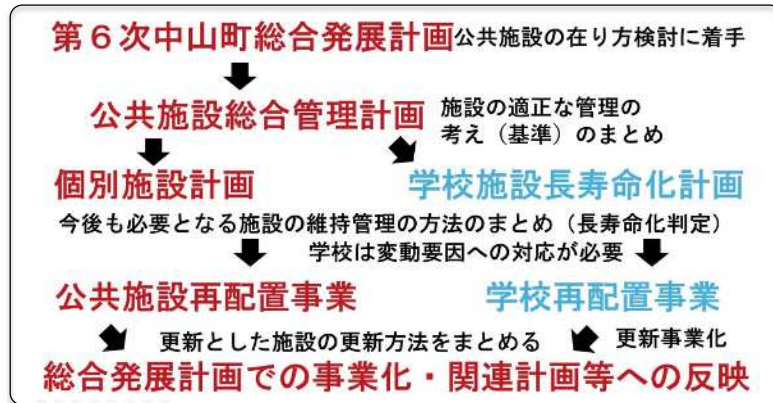 第６次中山町総合発展計画 公共施設の在り方検討に着手
公共施設総合管理計画 施設の適正な管理の
考え（基準）のまとめ
個別施設計画 学校施設長寿命化計画
今後も必要となる施設の維持管理の方法のまとめ（長寿命化判定）
学校は変動要因への対応が必要
公共施設再配置事業 学校再配置事業
更新とした施設の更新方法をまとめる 更新事業化
総合発展計画での事業化・関連計画等への反映